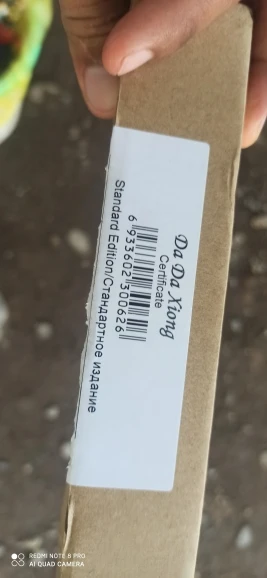 Da Da Xiong
Certificate
6 933602 300626
Standard Edition/Стандартное издание
REDMI NOTE 8 PRO
AI QUAD CAMERA